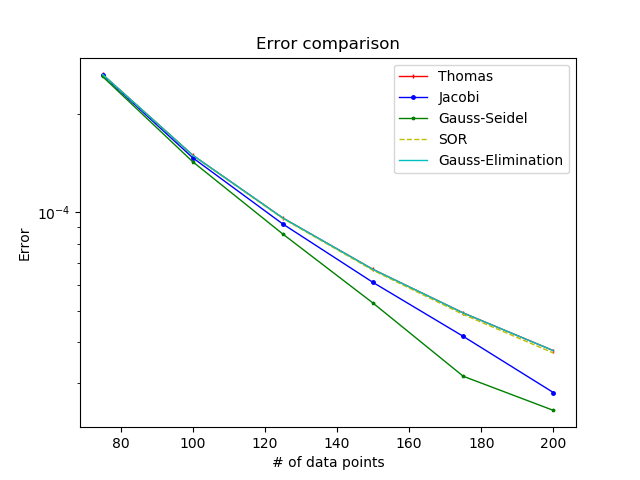 Error comparison
Thomas
Jacobi
Gauss-Seidel
SOR
Gauss-Elimination
10⁻⁴
Error
80 100 120 140 160 180 200
# of data points